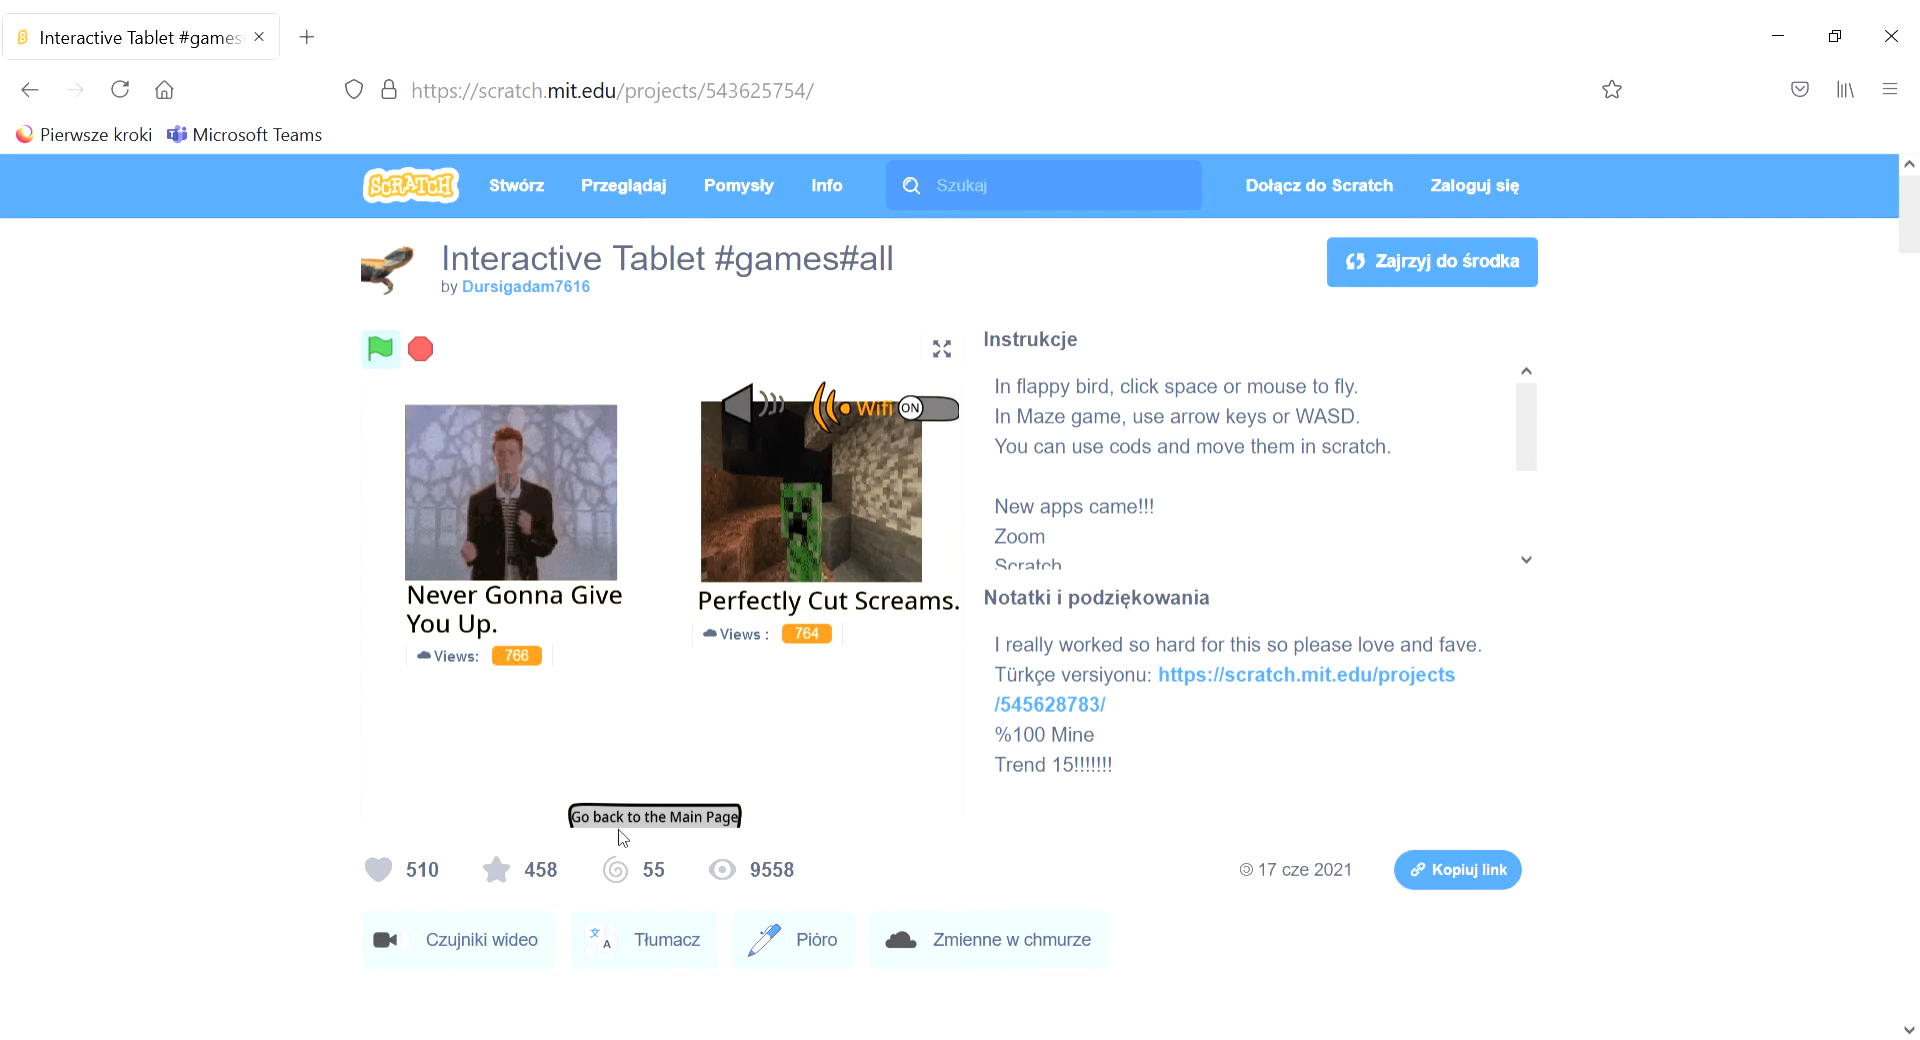 Interactive Tablet #games
https://scratch.mit.edu/projects/543625754/
Pierwsze kroki
Microsoft Teams
SCRATCH
Stwórz
Przeglądaj
Pomysły
Info
Szukaj
Dołącz do Scratch
Zaloguj się
Interactive Tablet #games#all
by Dursigadam7616
Zajrzyj do środka
Wifi
ON
Never Gonna Give
You Up.
Views: 766
Perfectly Cut Screams.
Views : 764
Go back to the Main Page
Instrukcje
In flappy bird, click space or mouse to fly.
In Maze game, use arrow keys or WASD.
You can use cods and move them in scratch.
New apps came!!!
Zoom
Scratch
Notatki i podziękowania
I really worked so hard for this so please love and fave.
Türkçe versiyonu: https://scratch.mit.edu/projects
/545628783/
%100 Mine
Trend 15!!!!!!!
510
458
55
9558
© 17 cze 2021
Kopiuj link
Czujniki wideo
文 A
Tłumacz
Pióro
Zmienne w chmurze